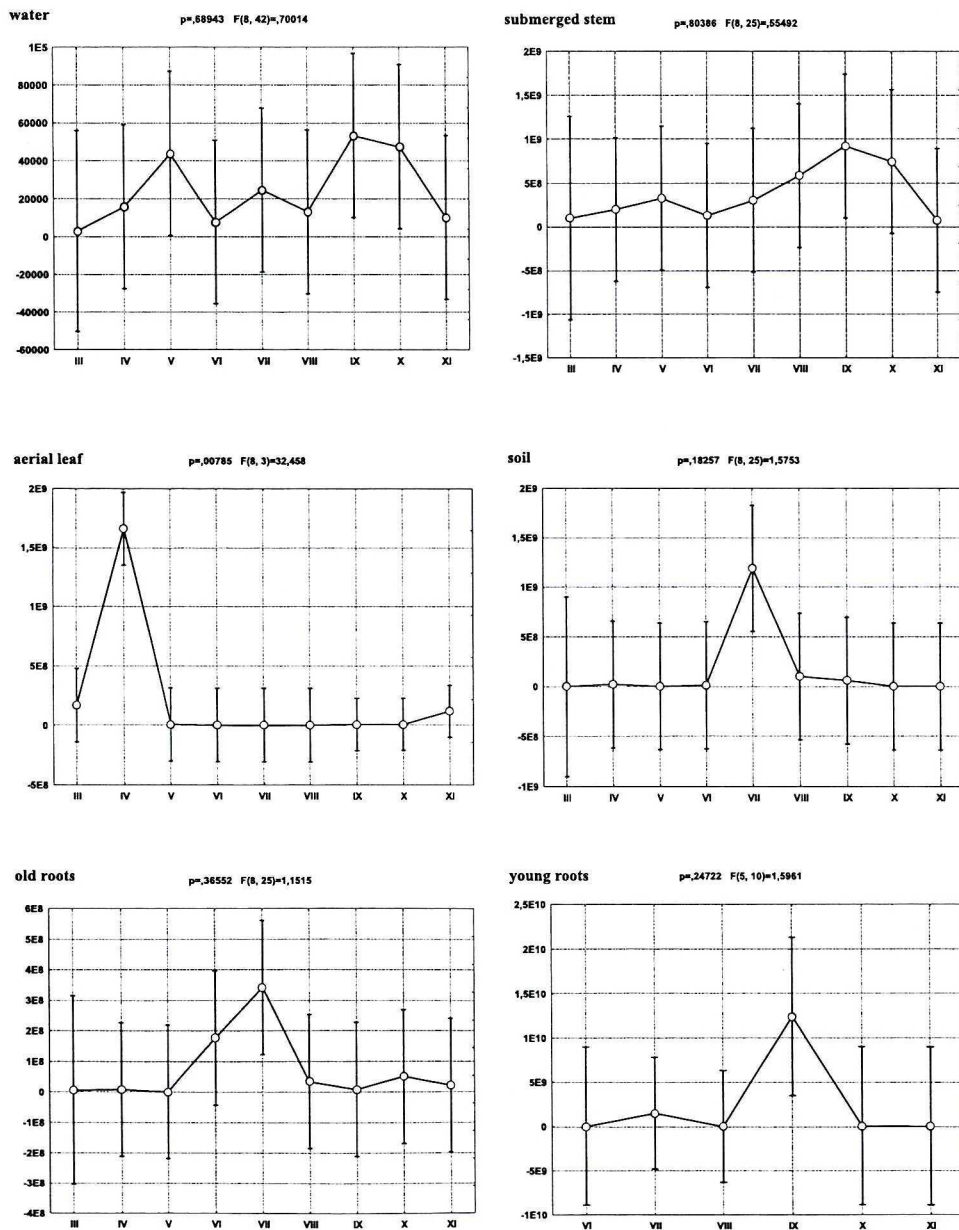 water
p=,68943 F(8, 42)=,70014
1E5
80000
60000
40000
20000
0
-20000
-40000
-60000
III IV V VI VII VIII IX X XI
submerged stem
p=,80386 F(8, 25)=,55492
2E9
1,5E9
1E9
5E8
0
-5E8
-1E9
-1,5E9
III IV V VI VII VIII IX X XI
aerial leaf
p=,00785 F(8, 3)=32,458
2E9
1,5E9
1E9
5E8
0
-5E8
III IV V VI VII VIII IX X XI
soil
p=,18257 F(8, 25)=1,5753
2E9
1,5E9
1E9
5E8
0
-5E8
-1E9
III IV V VI VII VIII IX X XI
old roots
p=,36552 F(8, 25)=1,1515
6E8
5E8
4E8
3E8
2E8
1E8
0
-1E8
-2E8
-3E8
-4E8
III IV V VI VII VIII IX X XI
young roots
p=,24722 F(5, 10)=1,5961
2,5E10
2E10
1,5E10
1E10
5E9
0
-5E9
-1E10
VI VII VIII IX X XI